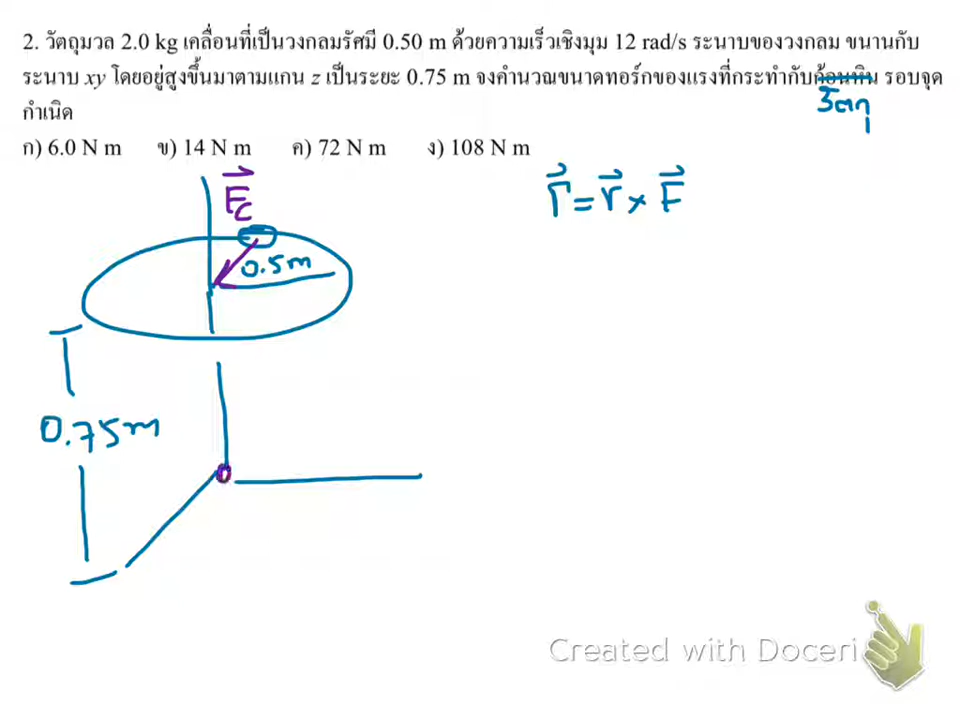 2. วัตถุมวล 2.0 kg เคลื่อนที่เป็นวงกลมรัศมี 0.50 m ด้วยความเร็วเชิงมุม 12 rad/s ระนาบของวงกลม ขนานกับ
ระนาบ xy โดยอยู่สูงขึ้นมาตามแกน z เป็นระยะ 0.75 m จงคำนวณขนาดทอร์กของแรงที่กระทำกับก้อนหิน รอบจุด
วัตถุ
กำเนิด
ก) 6.0 N m ข) 14 N m ค) 72 N m ง) 108 N m
F⃗c
τ⃗ = r⃗ × F⃗
0.5m
0.75m
0
Created with Doceri